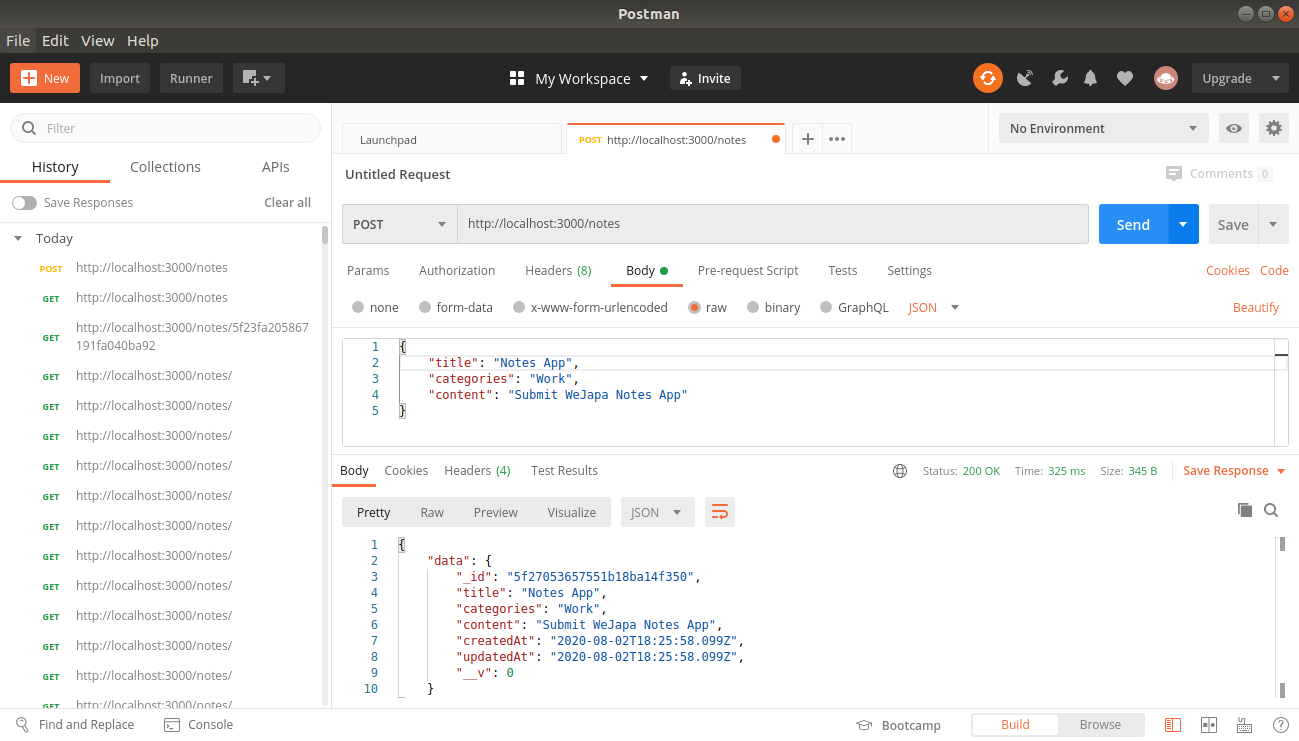 Postman
File Edit View Help
New Import Runner My Workspace Invite Upgrade
Filter
History Collections APIs
Save Responses Clear all
Today
POST http://localhost:3000/notes
GET http://localhost:3000/notes
GET http://localhost:3000/notes/5f23fa205867
191fa040ba92
GET http://localhost:3000/notes/
GET http://localhost:3000/notes/
GET http://localhost:3000/notes/
GET http://localhost:3000/notes/
GET http://localhost:3000/notes/
GET http://localhost:3000/notes/
GET http://localhost:3000/notes/
GET http://localhost:3000/notes/
GET http://localhost:3000/notes/
GET http://localhost:3000/notes/
GET http://localhost:3000/notes/
GET http://localhost:3000/notes/
Launchpad POST http://localhost:3000/notes No Environment
Untitled Request Comments 0
POST http://localhost:3000/notes Send Save
Params Authorization Headers (8) Body Pre-request Script Tests Settings Cookies Code
none form-data x-www-form-urlencoded raw binary GraphQL JSON Beautify
1 {
2 "title": "Notes App",
3 "categories": "Work",
4 "content": "Submit WeJapa Notes App"
5 }
Body Cookies Headers (4) Test Results Status: 200 OK Time: 325 ms Size: 345 B Save Response
Pretty Raw Preview Visualize JSON
1 {
2 "data": {
3 "_id": "5f27053657551b18ba14f350",
4 "title": "Notes App",
5 "categories": "Work",
6 "content": "Submit WeJapa Notes App",
7 "createdAt": "2020-08-02T18:25:58.099Z",
8 "updatedAt": "2020-08-02T18:25:58.099Z",
9 "__v": 0
10 }
Find and Replace Console Bootcamp Build Browse